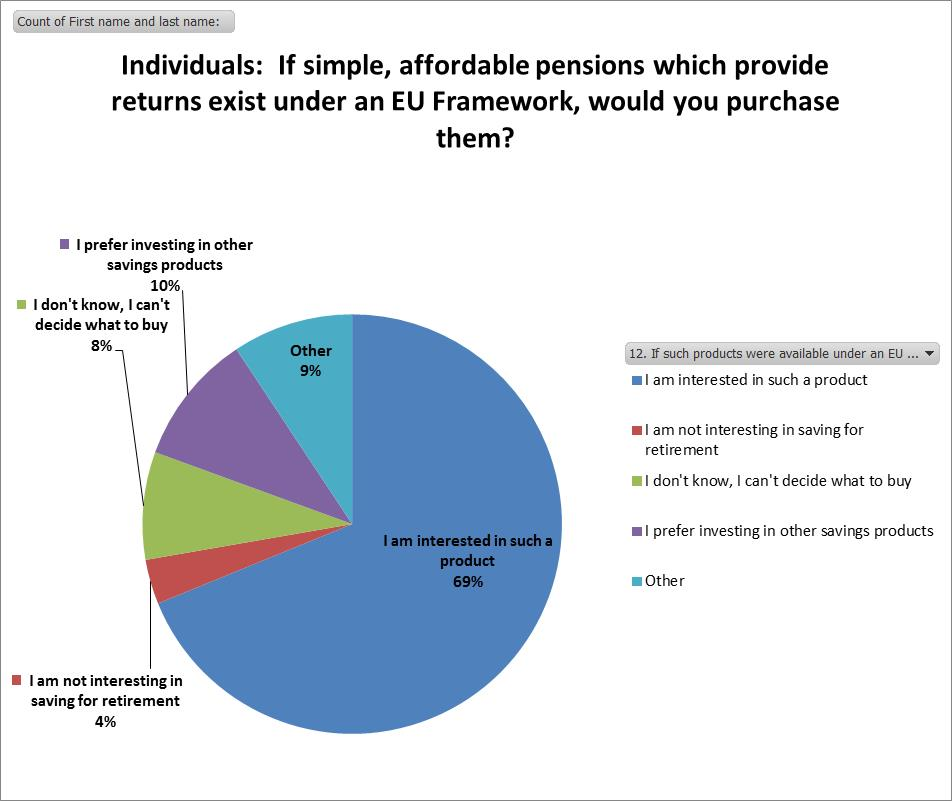 Count of First name and last name:
Individuals:  If simple, affordable pensions which provide
returns exist under an EU Framework, would you purchase
them?
I prefer investing in other
savings products
10%
I don't know, I can't
decide what to buy
8%
Other
9%
I am interested in such a
product
69%
I am not interesting in
saving for retirement
4%
12. If such products were available under an EU ...
I am interested in such a product
I am not interesting in saving for
retirement
I don't know, I can't decide what to buy
I prefer investing in other savings products
Other